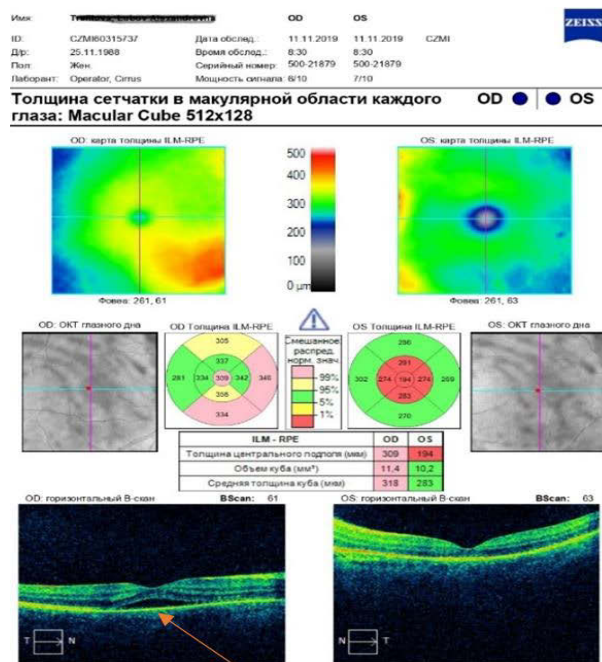 Имя: OD OS
ZEISS
ID: CZMI60315737 Дата обслед.: 11.11.2019 11.11.2019 CZMI
Д/р: 25.11.1988 Время обслед.: 8:30 8:30
Пол: Жен. Серийный номер: 500-21879 500-21879
Лаборант: Operator, Cirrus Мощность сигнала: 6/10 7/10
Толщина сетчатки в макулярной области каждого OD OS
глаза: Macular Cube 512x128
OD: карта толщины ILM-RPE OS: карта толщины ILM-RPE
500
400
300
200
100
0 µm
Фовеа: 261, 61 Фовеа: 261, 63
OD: ОКТ глазного дна OD Толщина ILM-RPE OS Толщина ILM-RPE OS: ОКТ глазного дна
Смешанное
распред.
норм. знач.
99%
95%
5%
1%
305
337
281 334 309 342 346
334
291
302 274 194 274 269
283
270
ILM - RPE OD OS
Толщина центрального подполя (мкм) 309 194
Объем куба (мм³) 11,4 10,2
Средняя толщина куба (мкм) 318 283
OD: горизонтальный B-скан BScan: 61 OS: горизонтальный B-скан BScan: 63
T N N T